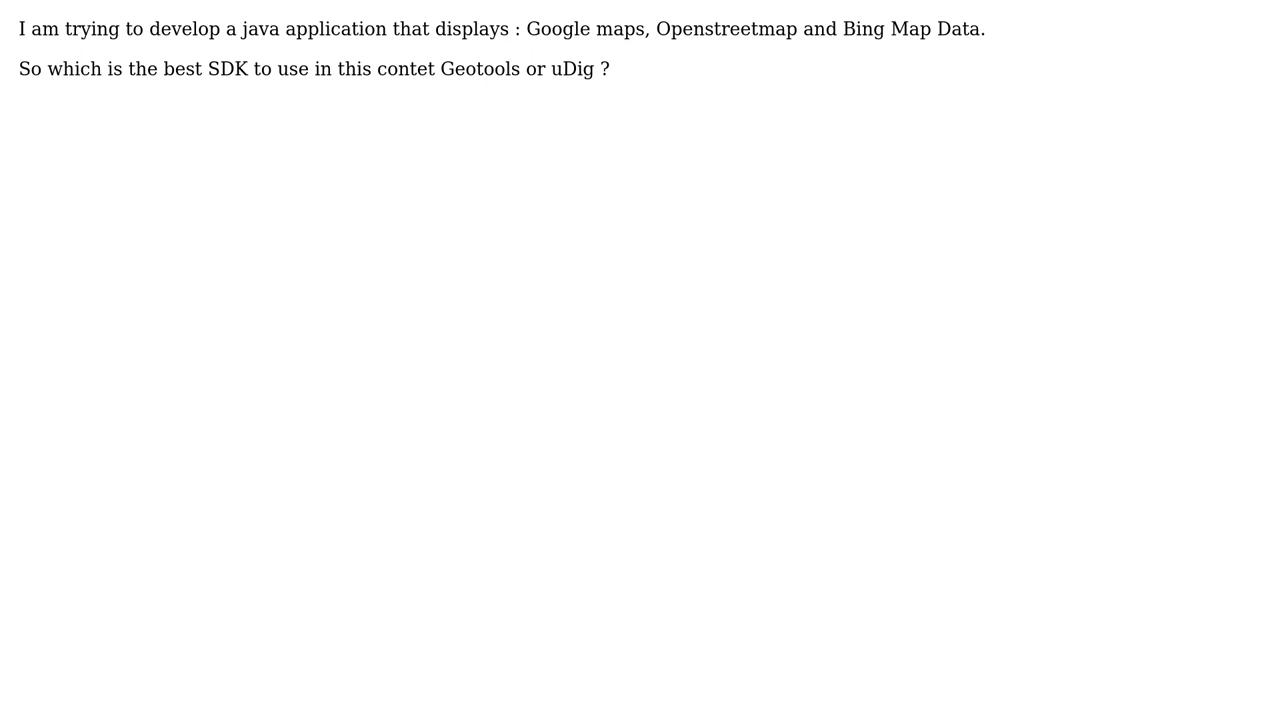 I am trying to develop a java application that displays : Google maps, Openstreetmap and Bing Map Data.
So which is the best SDK to use in this contet Geotools or uDig ?